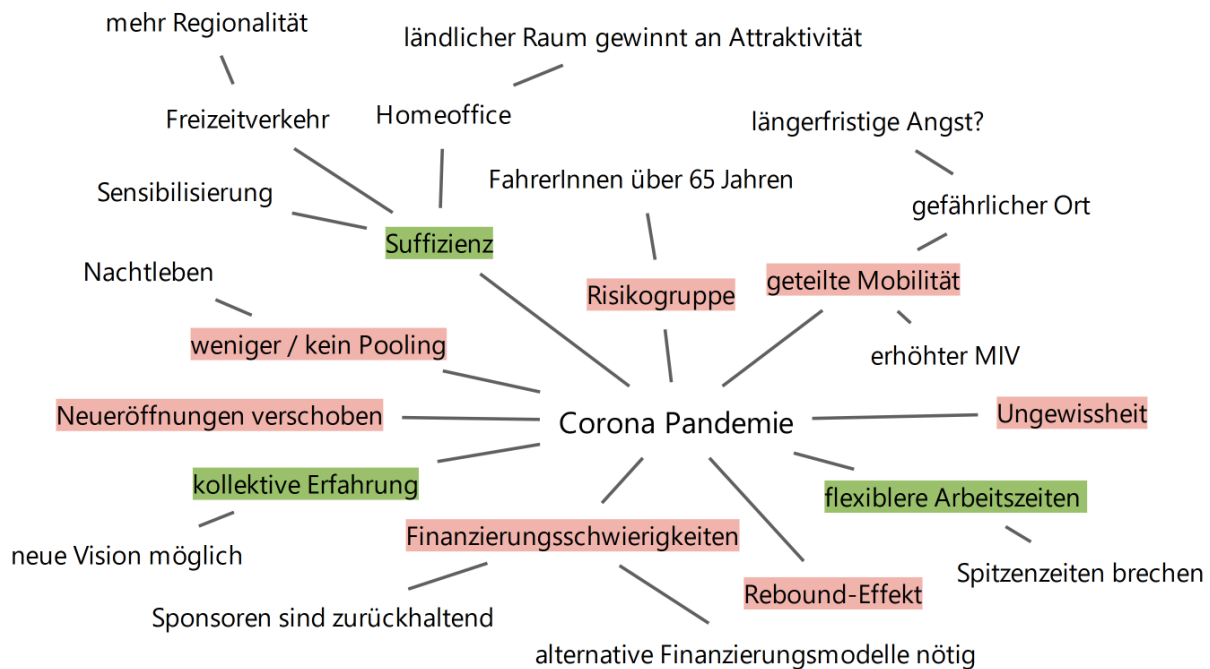 mehr Regionalität
ländlicher Raum gewinnt an Attraktivität
Freizeitverkehr
Homeoffice
längerfristige Angst?
Sensibilisierung
FahrerInnen über 65 Jahren
gefährlicher Ort
Suffizienz
Nachtleben
Risikogruppe
geteilte Mobilität
weniger / kein Pooling
erhöhter MIV
Neueröffnungen verschoben
Corona Pandemie
Ungewissheit
kollektive Erfahrung
flexiblere Arbeitszeiten
Finanzierungsschwierigkeiten
neue Vision möglich
Spitzenzeiten brechen
Rebound-Effekt
Sponsoren sind zurückhaltend
alternative Finanzierungsmodelle nötig